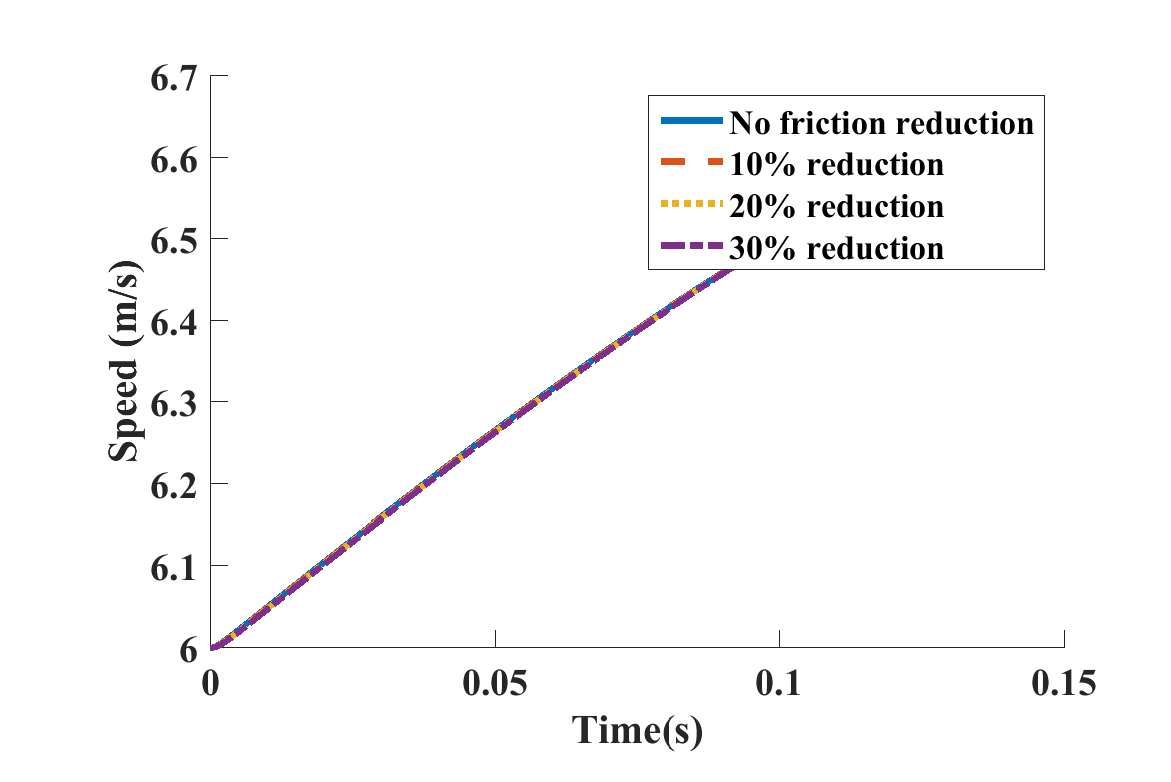 6.7
6.6
6.5
6.4
6.3
6.2
6.1
6
Speed (m/s)
No friction reduction
10% reduction
20% reduction
30% reduction
0 0.05 0.1 0.15
Time(s)